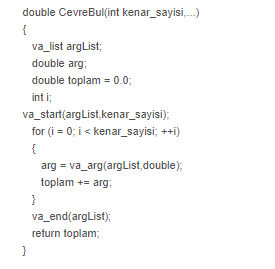 double CevreBul(int kenar_sayisi,...)
{
va_list argList;
double arg;
double toplam = 0.0;
int i;
va_start(argList,kenar_sayisi);
for (i = 0; i < kenar_sayisi; ++i)
{
arg = va_arg(argList,double);
toplam += arg;
}
va_end(argList);
return toplam;
}